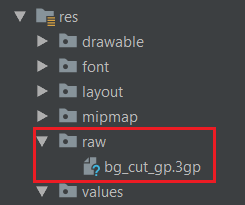 res
drawable
font
layout
mipmap
raw
bg_cut_gp.3gp
values